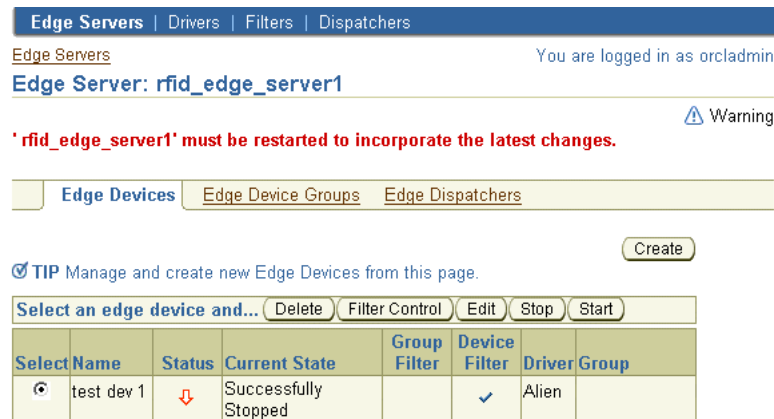 Edge Servers | Drivers | Filters | Dispatchers
Edge Servers
You are logged in as orcladmin
Edge Server: rfid_edge_server1
Warning
' rfid_edge_server1' must be restarted to incorporate the latest changes.
Edge Devices Edge Device Groups Edge Dispatchers
Create
TIP Manage and create new Edge Devices from this page.
Select an edge device and... Delete Filter Control Edit Stop Start
Select Name Status Current State Group Filter Device Filter Driver Group
test dev 1 Successfully Stopped Alien